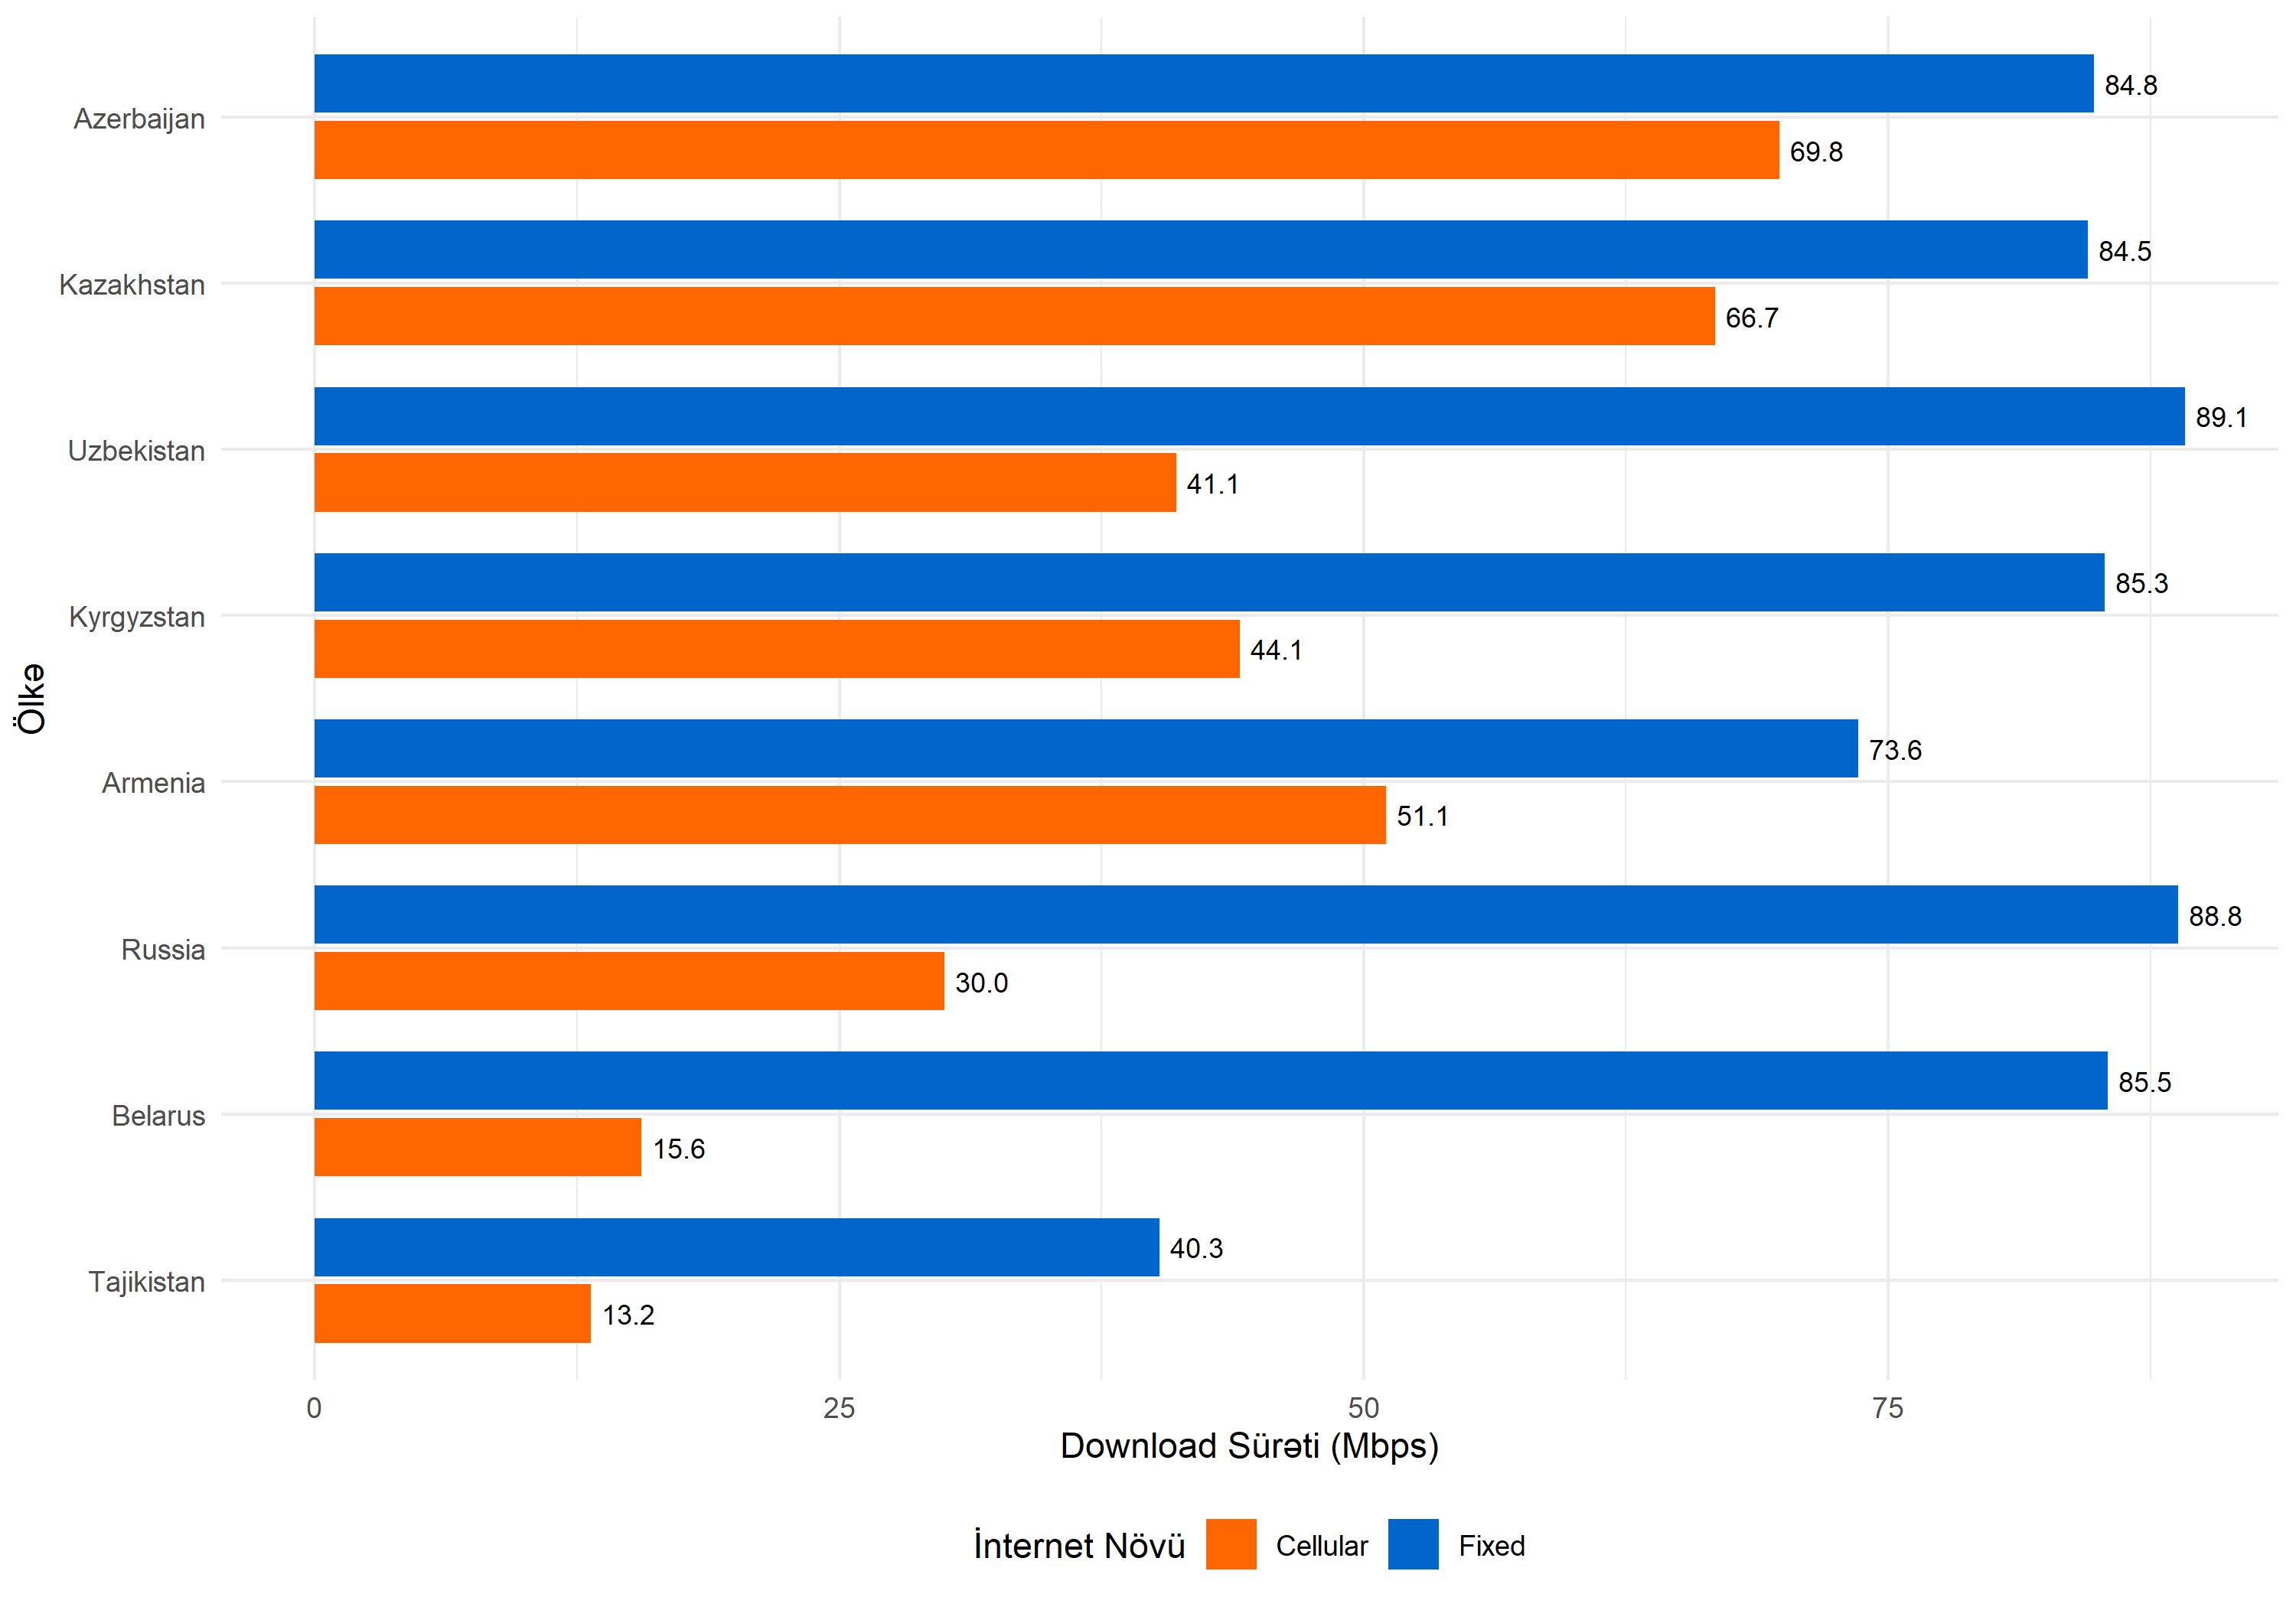 Ölkə
Azerbaijan
84.8
69.8
Kazakhstan
84.5
66.7
Uzbekistan
89.1
41.1
Kyrgyzstan
85.3
44.1
Armenia
73.6
51.1
Russia
88.8
30.0
Belarus
85.5
15.6
Tajikistan
40.3
13.2
0 25 50 75
Download Sürəti (Mbps)
İnternet Növü Cellular Fixed